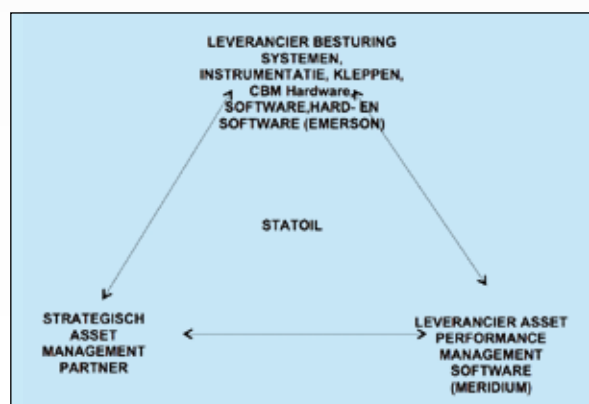 LEVERANCIER BESTURING
SYSTEMEN,
INSTRUMENTATIE, KLEPPEN,
CBM Hardware,
SOFTWARE,HARD- EN
SOFTWARE (EMERSON)
STATOIL
STRATEGISCH
ASSET
MANAGEMENT
PARTNER
LEVERANCIER ASSET
PERFORMANCE
MANAGEMENT
SOFTWARE
(MERIDIUM)